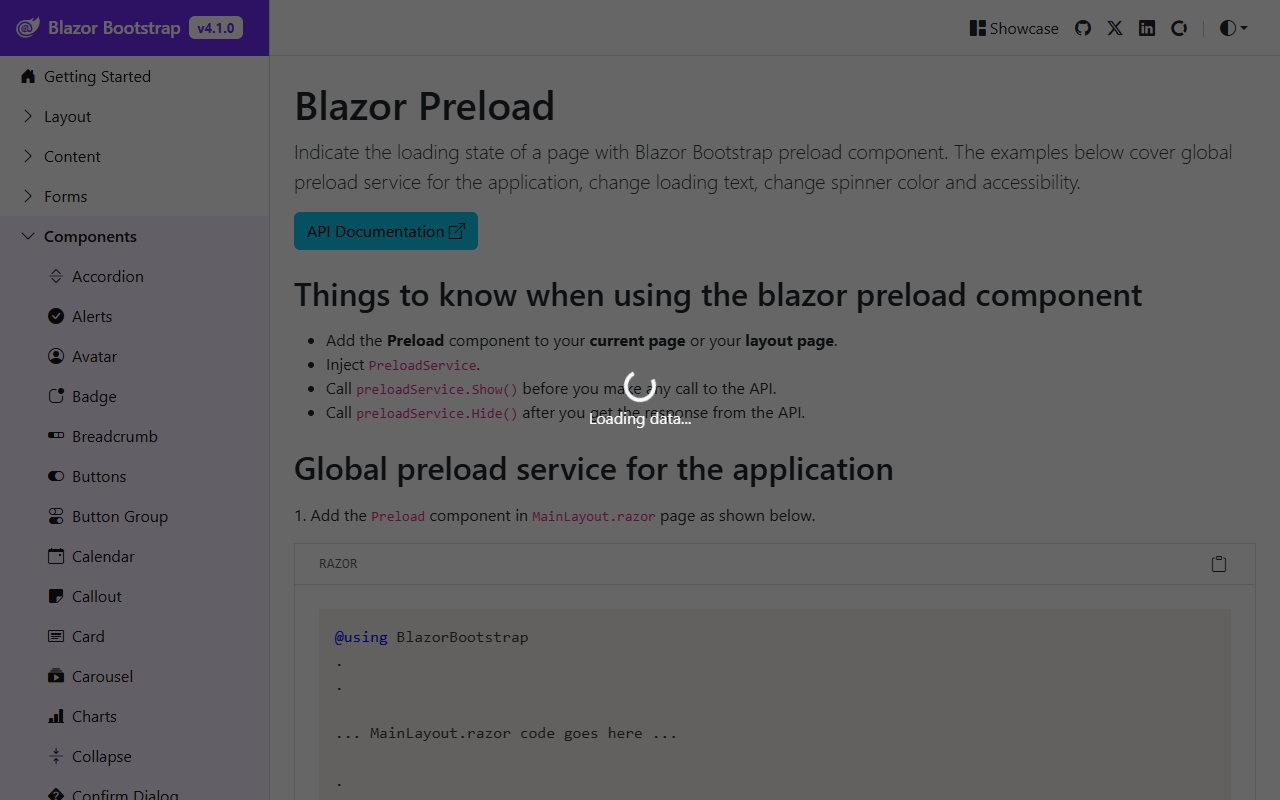 Blazor Bootstrap v4.1.0
Showcase
Getting Started
Layout
Content
Forms
Components
Accordion
Alerts
Avatar
Badge
Breadcrumb
Buttons
Button Group
Calendar
Callout
Card
Carousel
Charts
Collapse
Confirm Dialog
Blazor Preload
Indicate the loading state of a page with Blazor Bootstrap preload component. The examples below cover global
preload service for the application, change loading text, change spinner color and accessibility.
API Documentation
Things to know when using the blazor preload component
Add the Preload component to your current page or your layout page.
Inject PreloadService.
Call preloadService.Show() before you make any call to the API.
Call preloadService.Hide() after you get the response from the API.
Loading data...
Global preload service for the application
1. Add the Preload component in MainLayout.razor page as shown below.
RAZOR
@using BlazorBootstrap
.
.
... MainLayout.razor code goes here ...
.